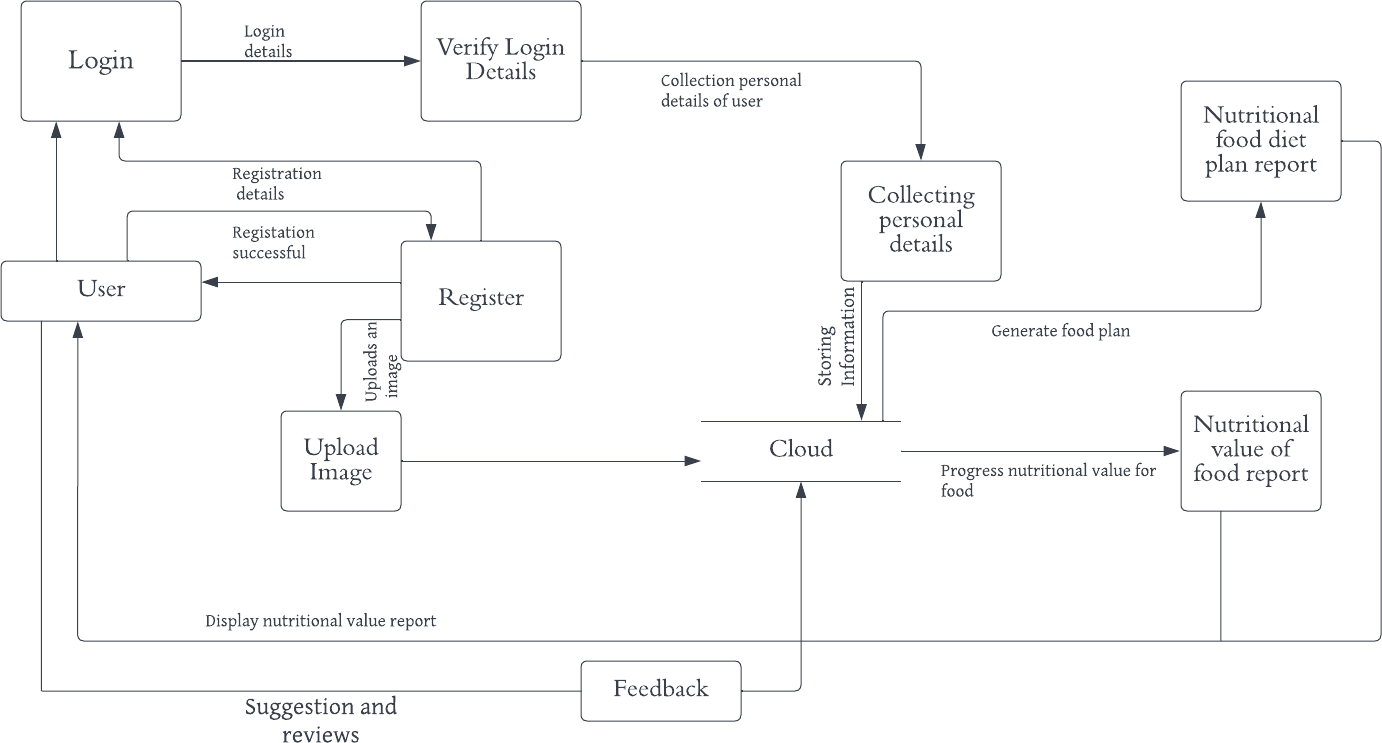 Login
Login
details
Verify Login
Details
Collection personal
details of user
Nutritional
food diet
plan report
Registration
details
Collecting
personal
details
Registation
successful
User
Register
Uploads an
image
Storing
Information
Generate food plan
Upload
Image
Cloud
Nutritional
value of
food report
Progress nutritional value for
food
Display nutritional value report
Feedback
Suggestion and
reviews